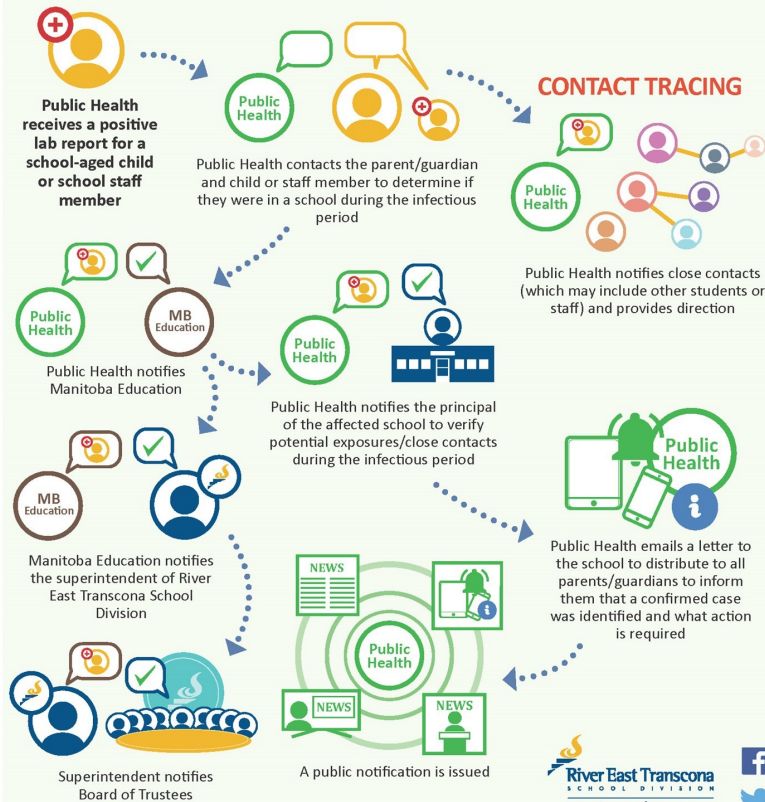 Public Health
receives a positive
lab report for a
school-aged child
or school staff
member
Public
Health
Public Health contacts the parent/guardian
and child or staff member to determine if
they were in a school during the infectious
period
CONTACT TRACING
Public
Health
Public Health notifies close contacts
(which may include other students or
staff) and provides direction
Public
Health
MB
Education
Public Health notifies
Manitoba Education
Public
Health
Public Health notifies the principal
of the affected school to verify
potential exposures/close contacts
during the infectious period
MB
Education
Manitoba Education notifies
the superintendent of River
East Transcona School
Division
Public
Health
i
Public Health emails a letter to
the school to distribute to all
parents/guardians to inform
them that a confirmed case
was identified and what action
is required
NEWS
i
Public
Health
NEWS
NEWS
A public notification is issued
Superintendent notifies
Board of Trustees
River East Transcona
SCHOOL DIVISION
f